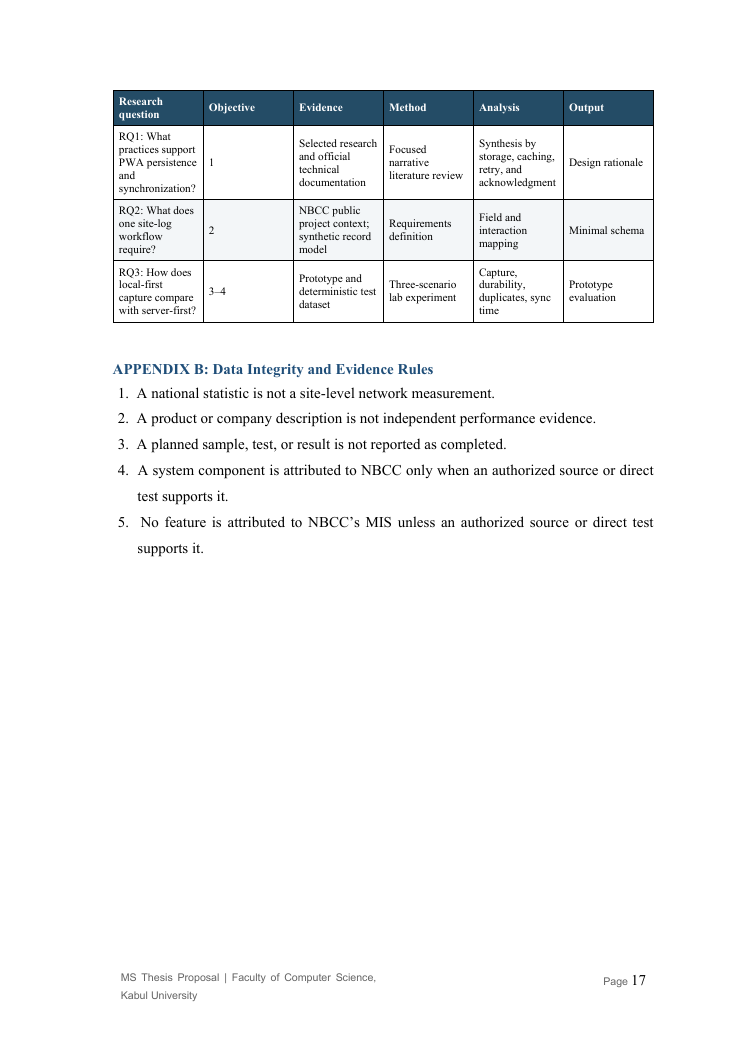 Research
question
Objective
Evidence
Method
Analysis
Output
RQ1: What
practices support
PWA persistence
and
synchronization?
1
Selected research
and official
technical
documentation
Focused
narrative
literature review
Synthesis by
storage, caching,
retry, and
acknowledgment
Design rationale
RQ2: What does
one site-log
workflow
require?
2
NBCC public
project context;
synthetic record
model
Requirements
definition
Field and
interaction
mapping
Minimal schema
RQ3: How does
local-first
capture compare
with server-first?
3–4
Prototype and
deterministic test
dataset
Three-scenario
lab experiment
Capture,
durability,
duplicates, sync
time
Prototype
evaluation
APPENDIX B: Data Integrity and Evidence Rules
1. A national statistic is not a site-level network measurement.
2. A product or company description is not independent performance evidence.
3. A planned sample, test, or result is not reported as completed.
4. A system component is attributed to NBCC only when an authorized source or direct
test supports it.
5. No feature is attributed to NBCC’s MIS unless an authorized source or direct test
supports it.
MS Thesis Proposal | Faculty of Computer Science,
Kabul University
Page 17